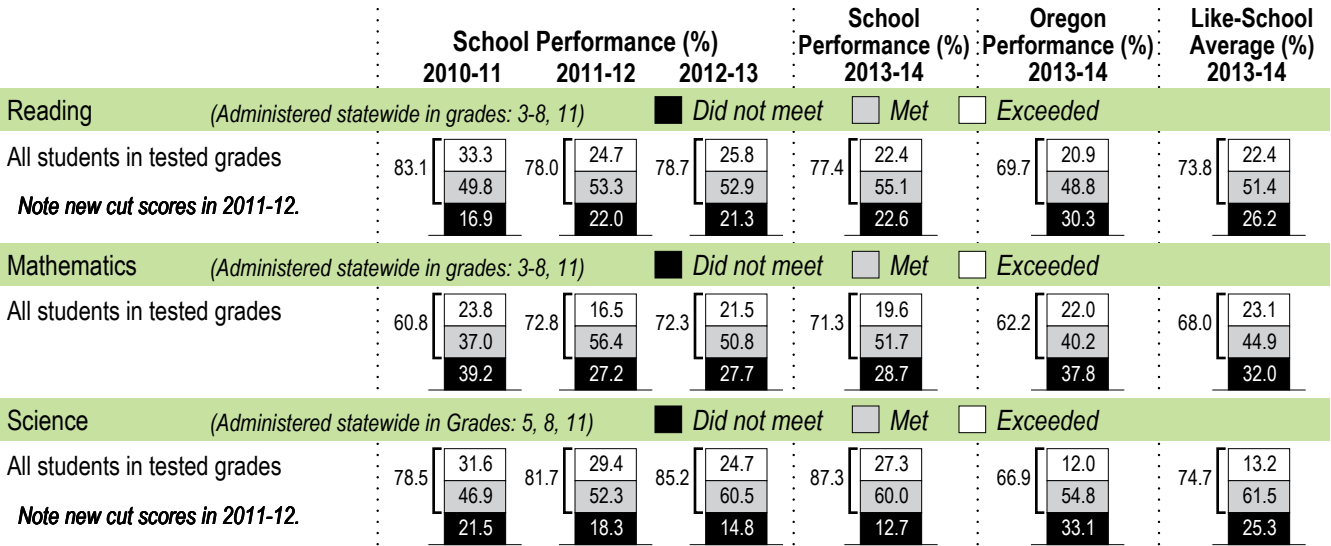 School Performance (%)
School Performance (%)
Oregon Performance (%)
Like-School Average (%)
2010-11 2011-12 2012-13 2013-14 2013-14 2013-14
Reading (Administered statewide in grades: 3-8, 11) Did not meet Met Exceeded
All students in tested grades
Note new cut scores in 2011-12.
83.1 33.3 49.8 16.9
78.0 24.7 53.3 22.0
78.7 25.8 52.9 21.3
77.4 22.4 55.1 22.6
69.7 20.9 48.8 30.3
73.8 22.4 51.4 26.2
Mathematics (Administered statewide in grades: 3-8, 11) Did not meet Met Exceeded
All students in tested grades
60.8 23.8 37.0 39.2
72.8 16.5 56.4 27.2
72.3 21.5 50.8 27.7
71.3 19.6 51.7 28.7
62.2 22.0 40.2 37.8
68.0 23.1 44.9 32.0
Science (Administered statewide in Grades: 5, 8, 11) Did not meet Met Exceeded
All students in tested grades
Note new cut scores in 2011-12.
78.5 31.6 46.9 21.5
81.7 29.4 52.3 18.3
85.2 24.7 60.5 14.8
87.3 27.3 60.0 12.7
66.9 12.0 54.8 33.1
74.7 13.2 61.5 25.3